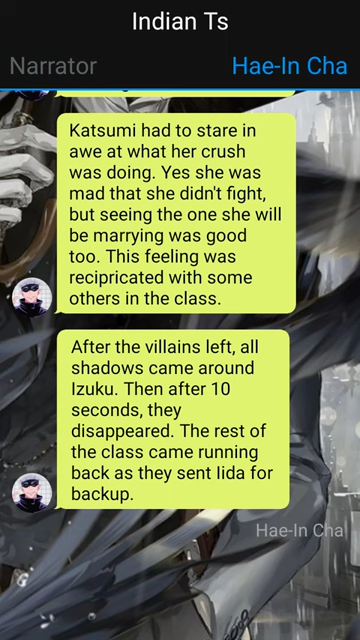 Indian Ts
Narrator
Hae-In Cha
Katsumi had to stare in
awe at what her crush
was doing. Yes she was
mad that she didn't fight,
but seeing the one she will
be marrying was good
too. This feeling was
recipricated with some
others in the class.
After the villains left, all
shadows came around
Izuku. Then after 10
seconds, they
disappeared. The rest of
the class came running
back as they sent Iida for
backup.
Hae-In Cha